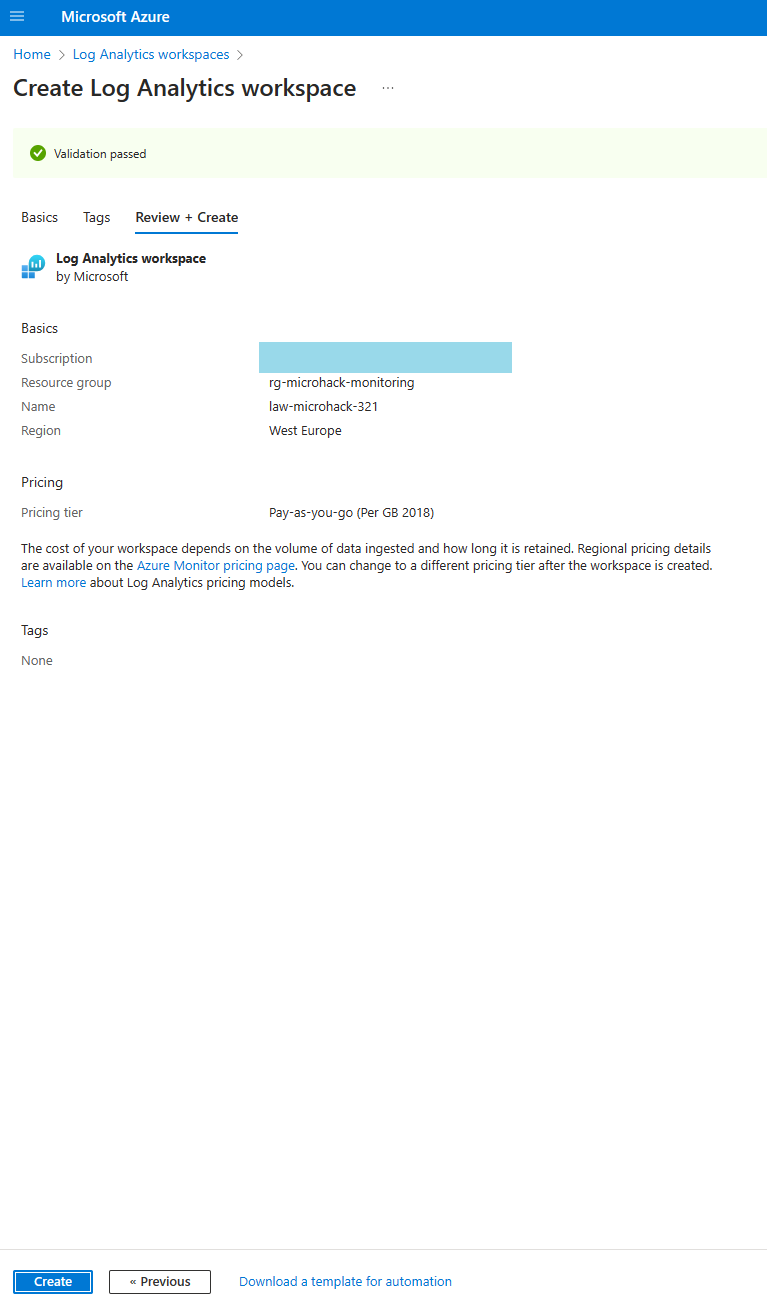 Microsoft Azure
Home > Log Analytics workspaces >
Create Log Analytics workspace ...
Validation passed
Basics Tags Review + Create
Log Analytics workspace
by Microsoft
Basics
Subscription
Resource group rg-microhack-monitoring
Name law-microhack-321
Region West Europe
Pricing
Pricing tier Pay-as-you-go (Per GB 2018)
The cost of your workspace depends on the volume of data ingested and how long it is retained. Regional pricing details
are available on the Azure Monitor pricing page. You can change to a different pricing tier after the workspace is created.
Learn more about Log Analytics pricing models.
Tags
None
Create « Previous Download a template for automation